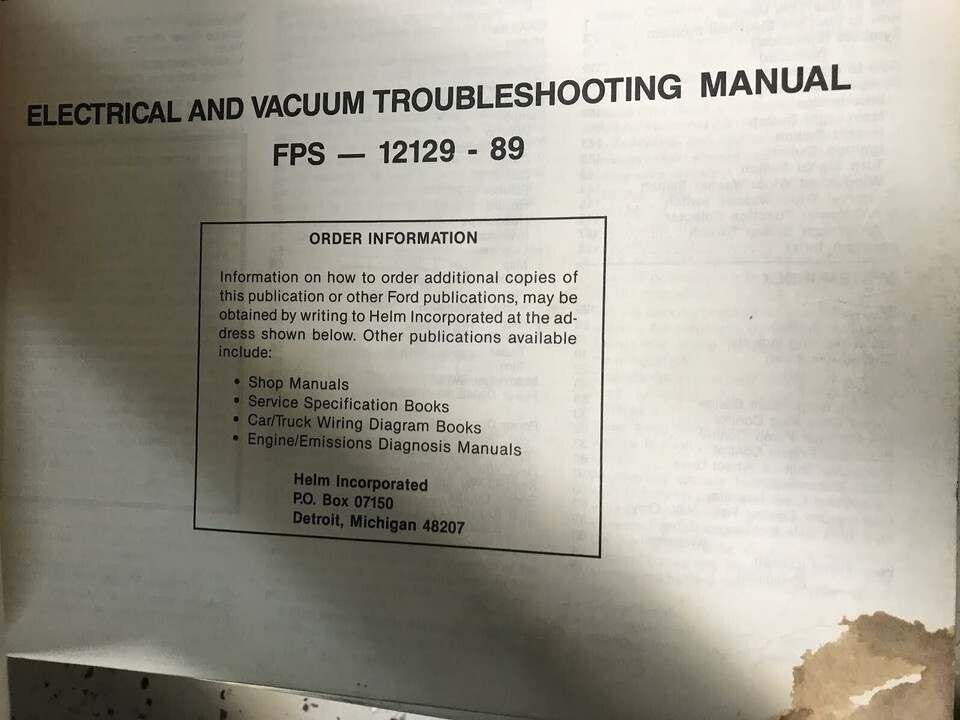 ELECTRICAL AND VACUUM TROUBLESHOOTING MANUAL
FPS — 12129 - 89
ORDER INFORMATION
Information on how to order additional copies of
this publication or other Ford publications, may be
obtained by writing to Helm Incorporated at the ad-
dress shown below. Other publications available
include:
• Shop Manuals
• Service Specification Books
• Car/Truck Wiring Diagram Books
• Engine/Emissions Diagnosis Manuals
Helm Incorporated
P.O. Box 07150
Detroit, Michigan 48207